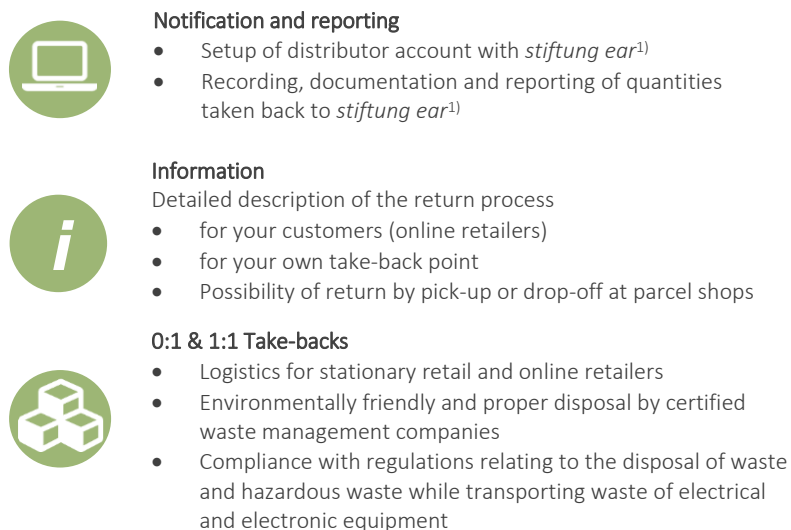 Notification and reporting
• Setup of distributor account with stiftung ear1)
• Recording, documentation and reporting of quantities
taken back to stiftung ear1)
Information
Detailed description of the return process
i
• for your customers (online retailers)
• for your own take-back point
• Possibility of return by pick-up or drop-off at parcel shops
0:1 & 1:1 Take-backs
• Logistics for stationary retail and online retailers
• Environmentally friendly and proper disposal by certified
waste management companies
• Compliance with regulations relating to the disposal of waste
and hazardous waste while transporting waste of electrical
and electronic equipment